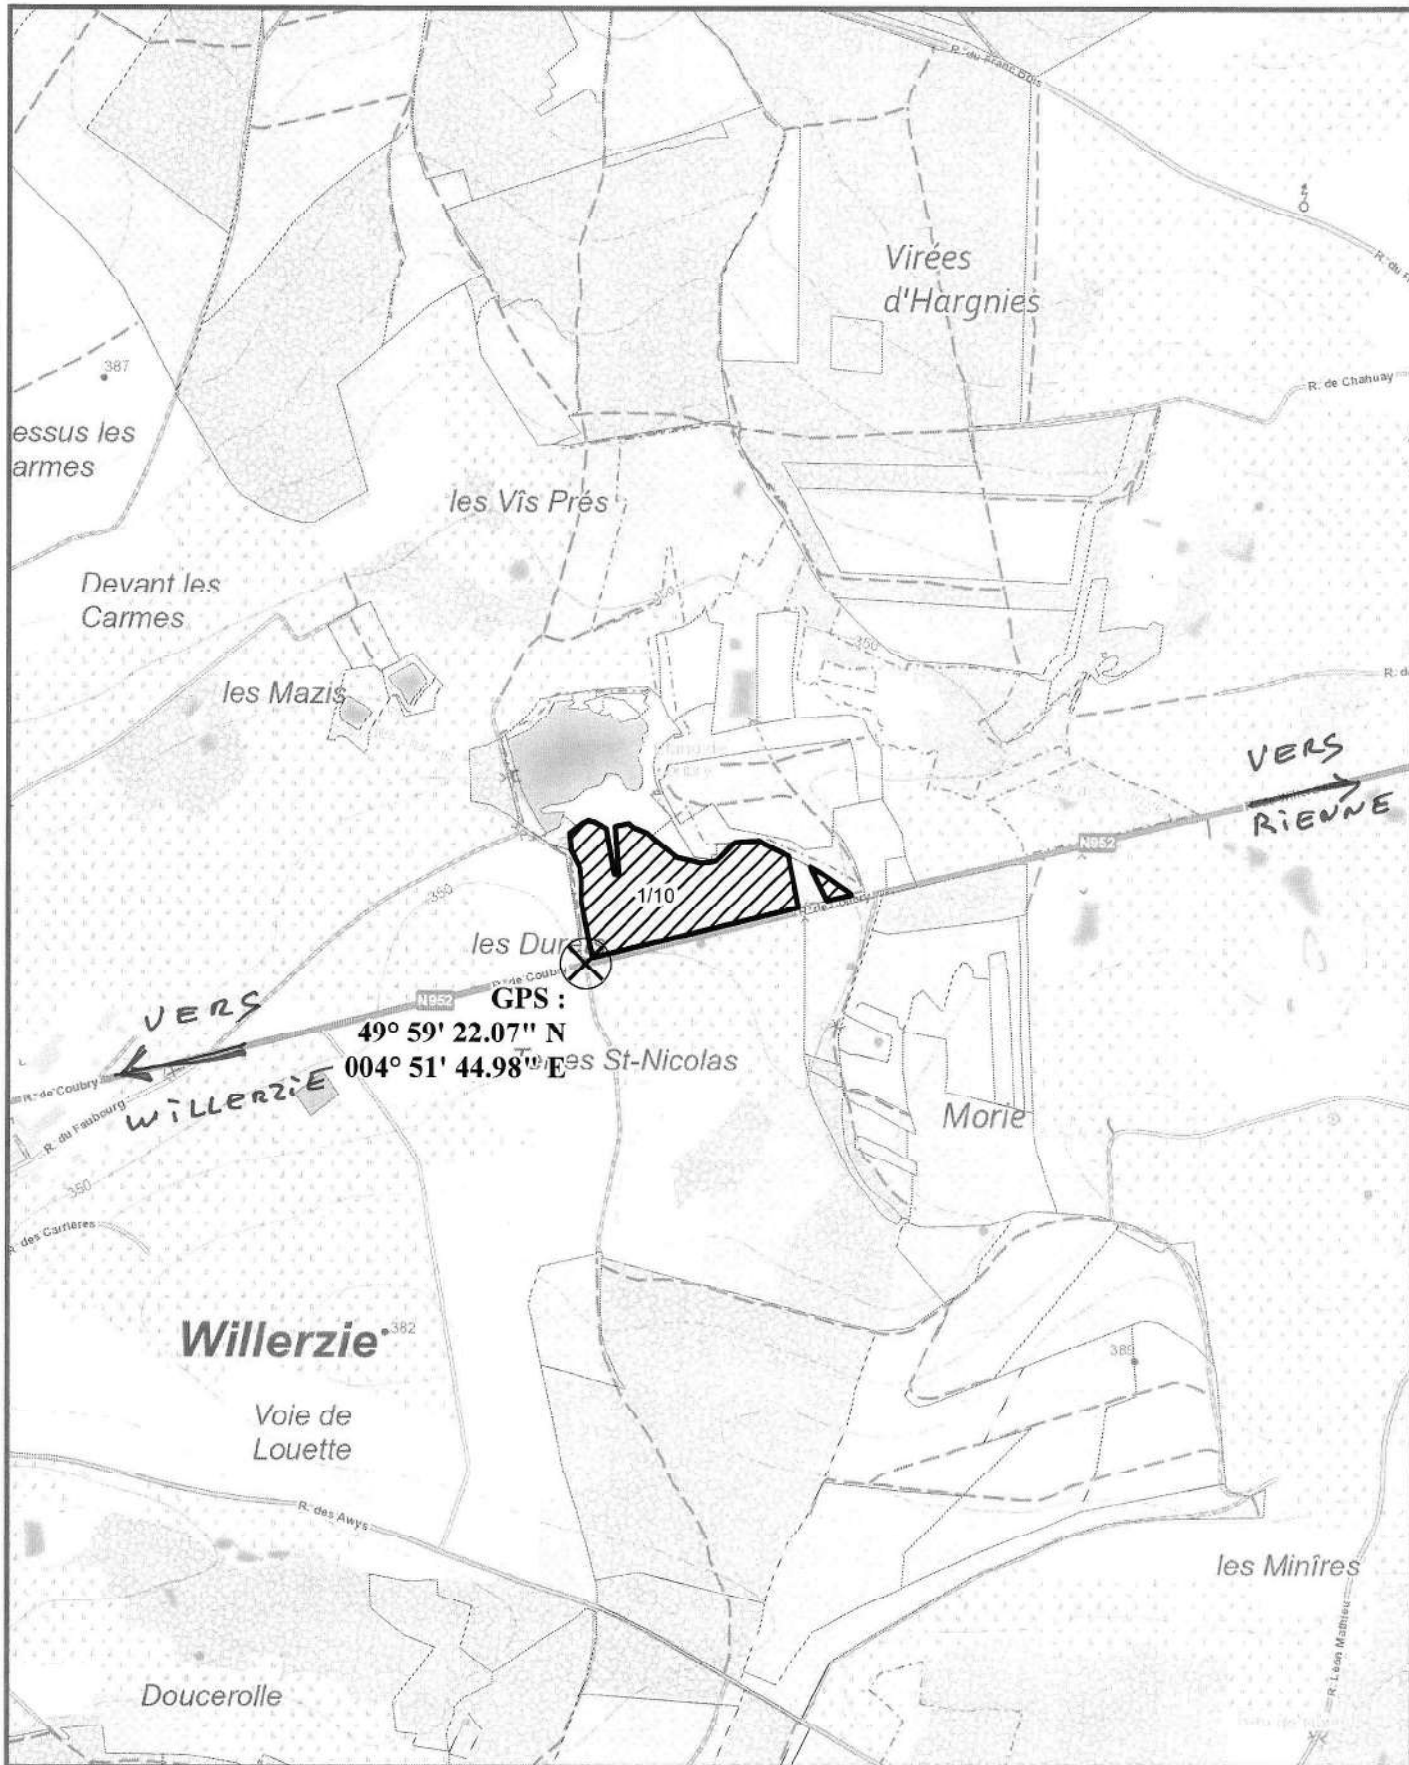 R. du Franc Bois
Virées
d'Hargnies
387
R. de Chahuay
essus les
armes
les Vîs Prés
Devant les
Carmes
350
350
les Mazis
VERS
RIENNE
N952
1/10
R. de Coubry
350
les Dure
R. de Coubry
N952
GPS :
49° 59' 22.07" N
004° 51' 44.98" E
VERS
WILLERZIE
Terres St-Nicolas
R. de Coubry
R. du Faubourg
Morie
350
R. des Carrières
Willerzie
382
389
Voie de
Louette
R. des Awys
les Minîres
R. Léon Mathieu
Doucerolle